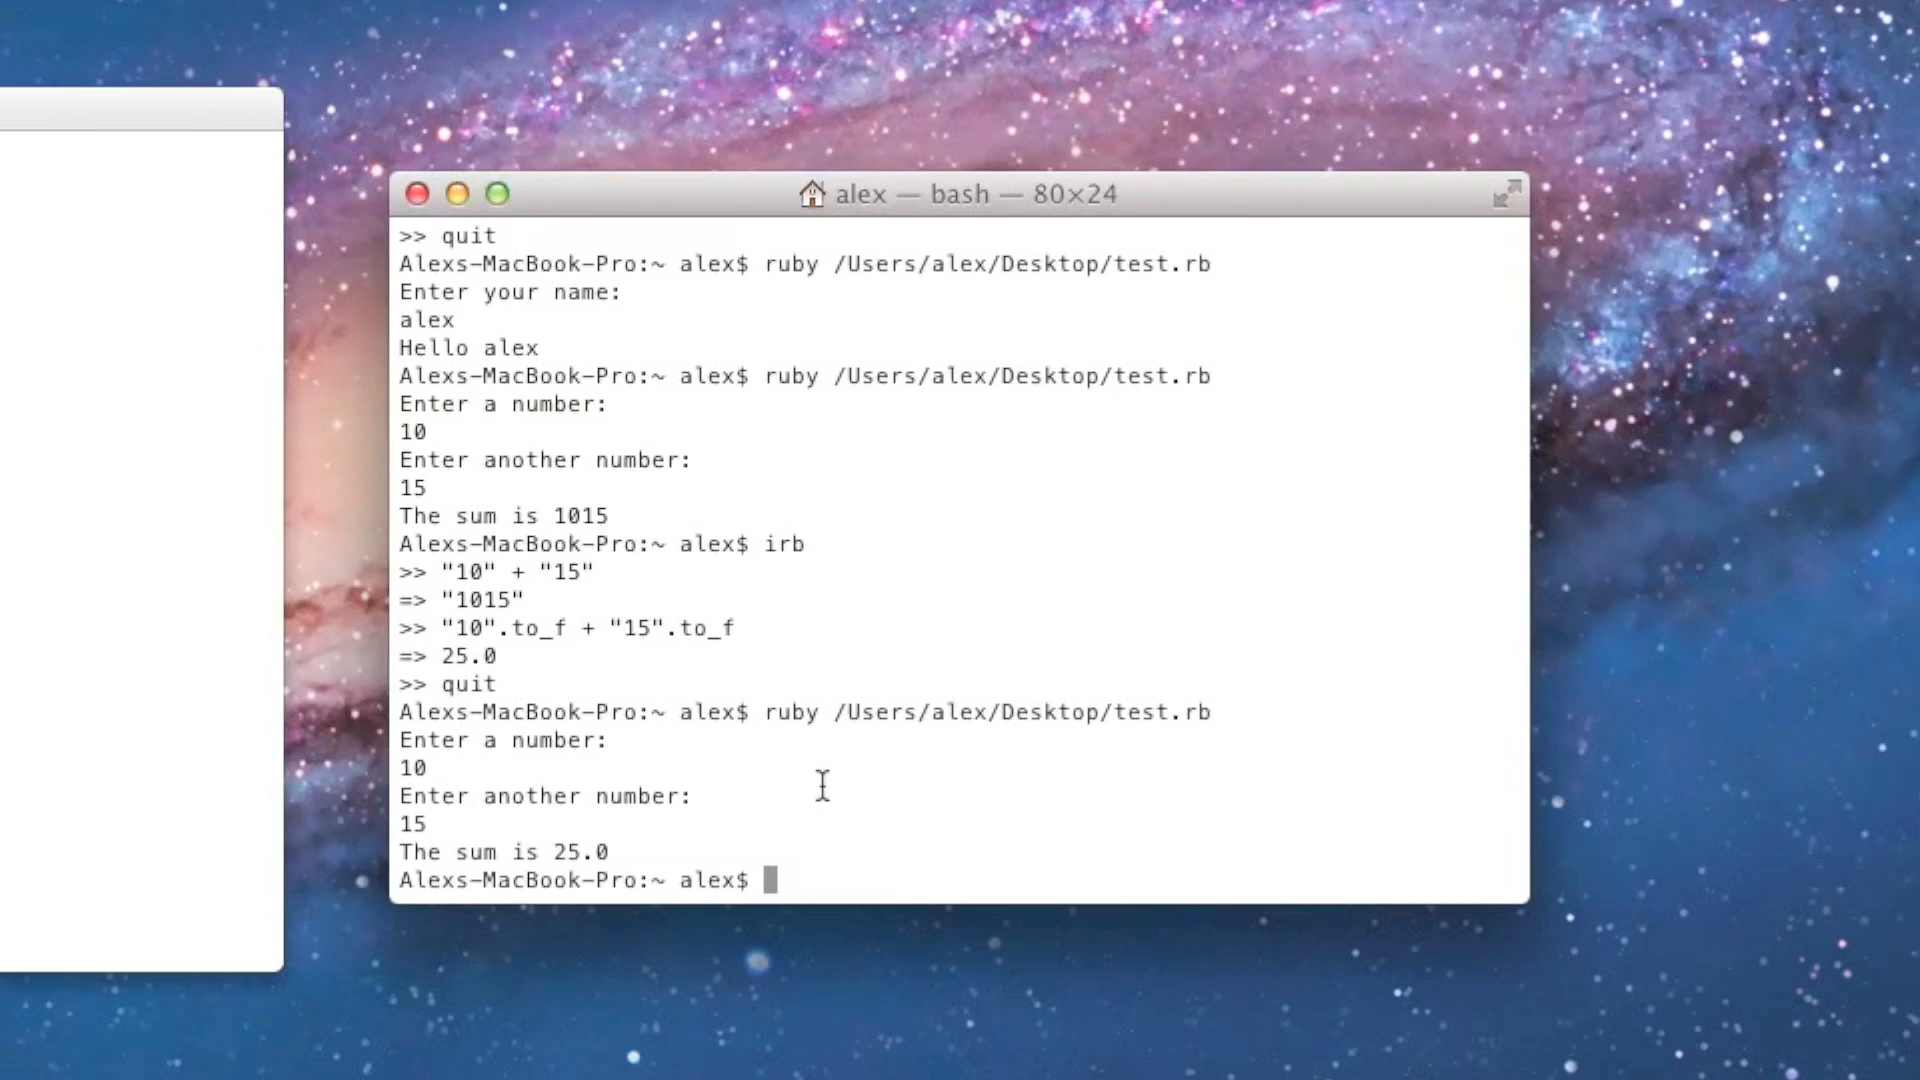 alex — bash — 80×24
>> quit
Alexs-MacBook-Pro:~ alex$ ruby /Users/alex/Desktop/test.rb
Enter your name:
alex
Hello alex
Alexs-MacBook-Pro:~ alex$ ruby /Users/alex/Desktop/test.rb
Enter a number:
10
Enter another number:
15
The sum is 1015
Alexs-MacBook-Pro:~ alex$ irb
>> "10" + "15"
=> "1015"
>> "10".to_f + "15".to_f
=> 25.0
>> quit
Alexs-MacBook-Pro:~ alex$ ruby /Users/alex/Desktop/test.rb
Enter a number:
10
Enter another number:
15
The sum is 25.0
Alexs-MacBook-Pro:~ alex$